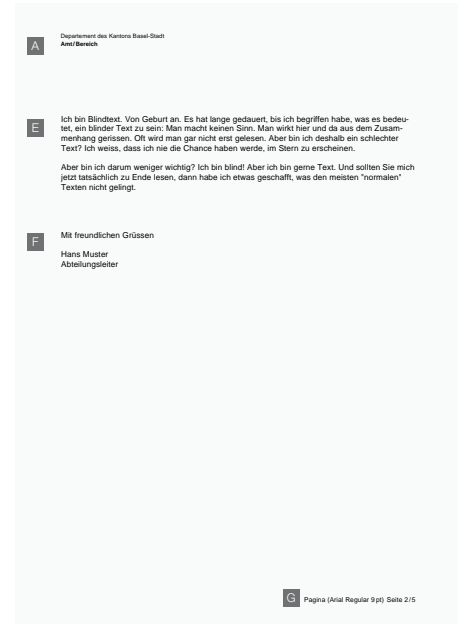 A
Departement des Kantons Basel-Stadt
Amt/Bereich
E
Ich bin Blindtext. Von Geburt an. Es hat lange gedauert, bis ich begriffen habe, was es bedeu-
tet, ein blinder Text zu sein: Man macht keinen Sinn. Man wirkt hier und da aus dem Zusam-
menhang gerissen. Oft wird man gar nicht erst gelesen. Aber bin ich deshalb ein schlechter
Text? Ich weiss, dass ich nie die Chance haben werde, im Stern zu erscheinen.
Aber bin ich darum weniger wichtig? Ich bin blind! Aber ich bin gerne Text. Und sollten Sie mich
jetzt tatsächlich zu Ende lesen, dann habe ich etwas geschafft, was den meisten "normalen"
Texten nicht gelingt.
F
Mit freundlichen Grüssen
Hans Muster
Abteilungsleiter
G
Pagina (Arial Regular 9pt) Seite 2/5